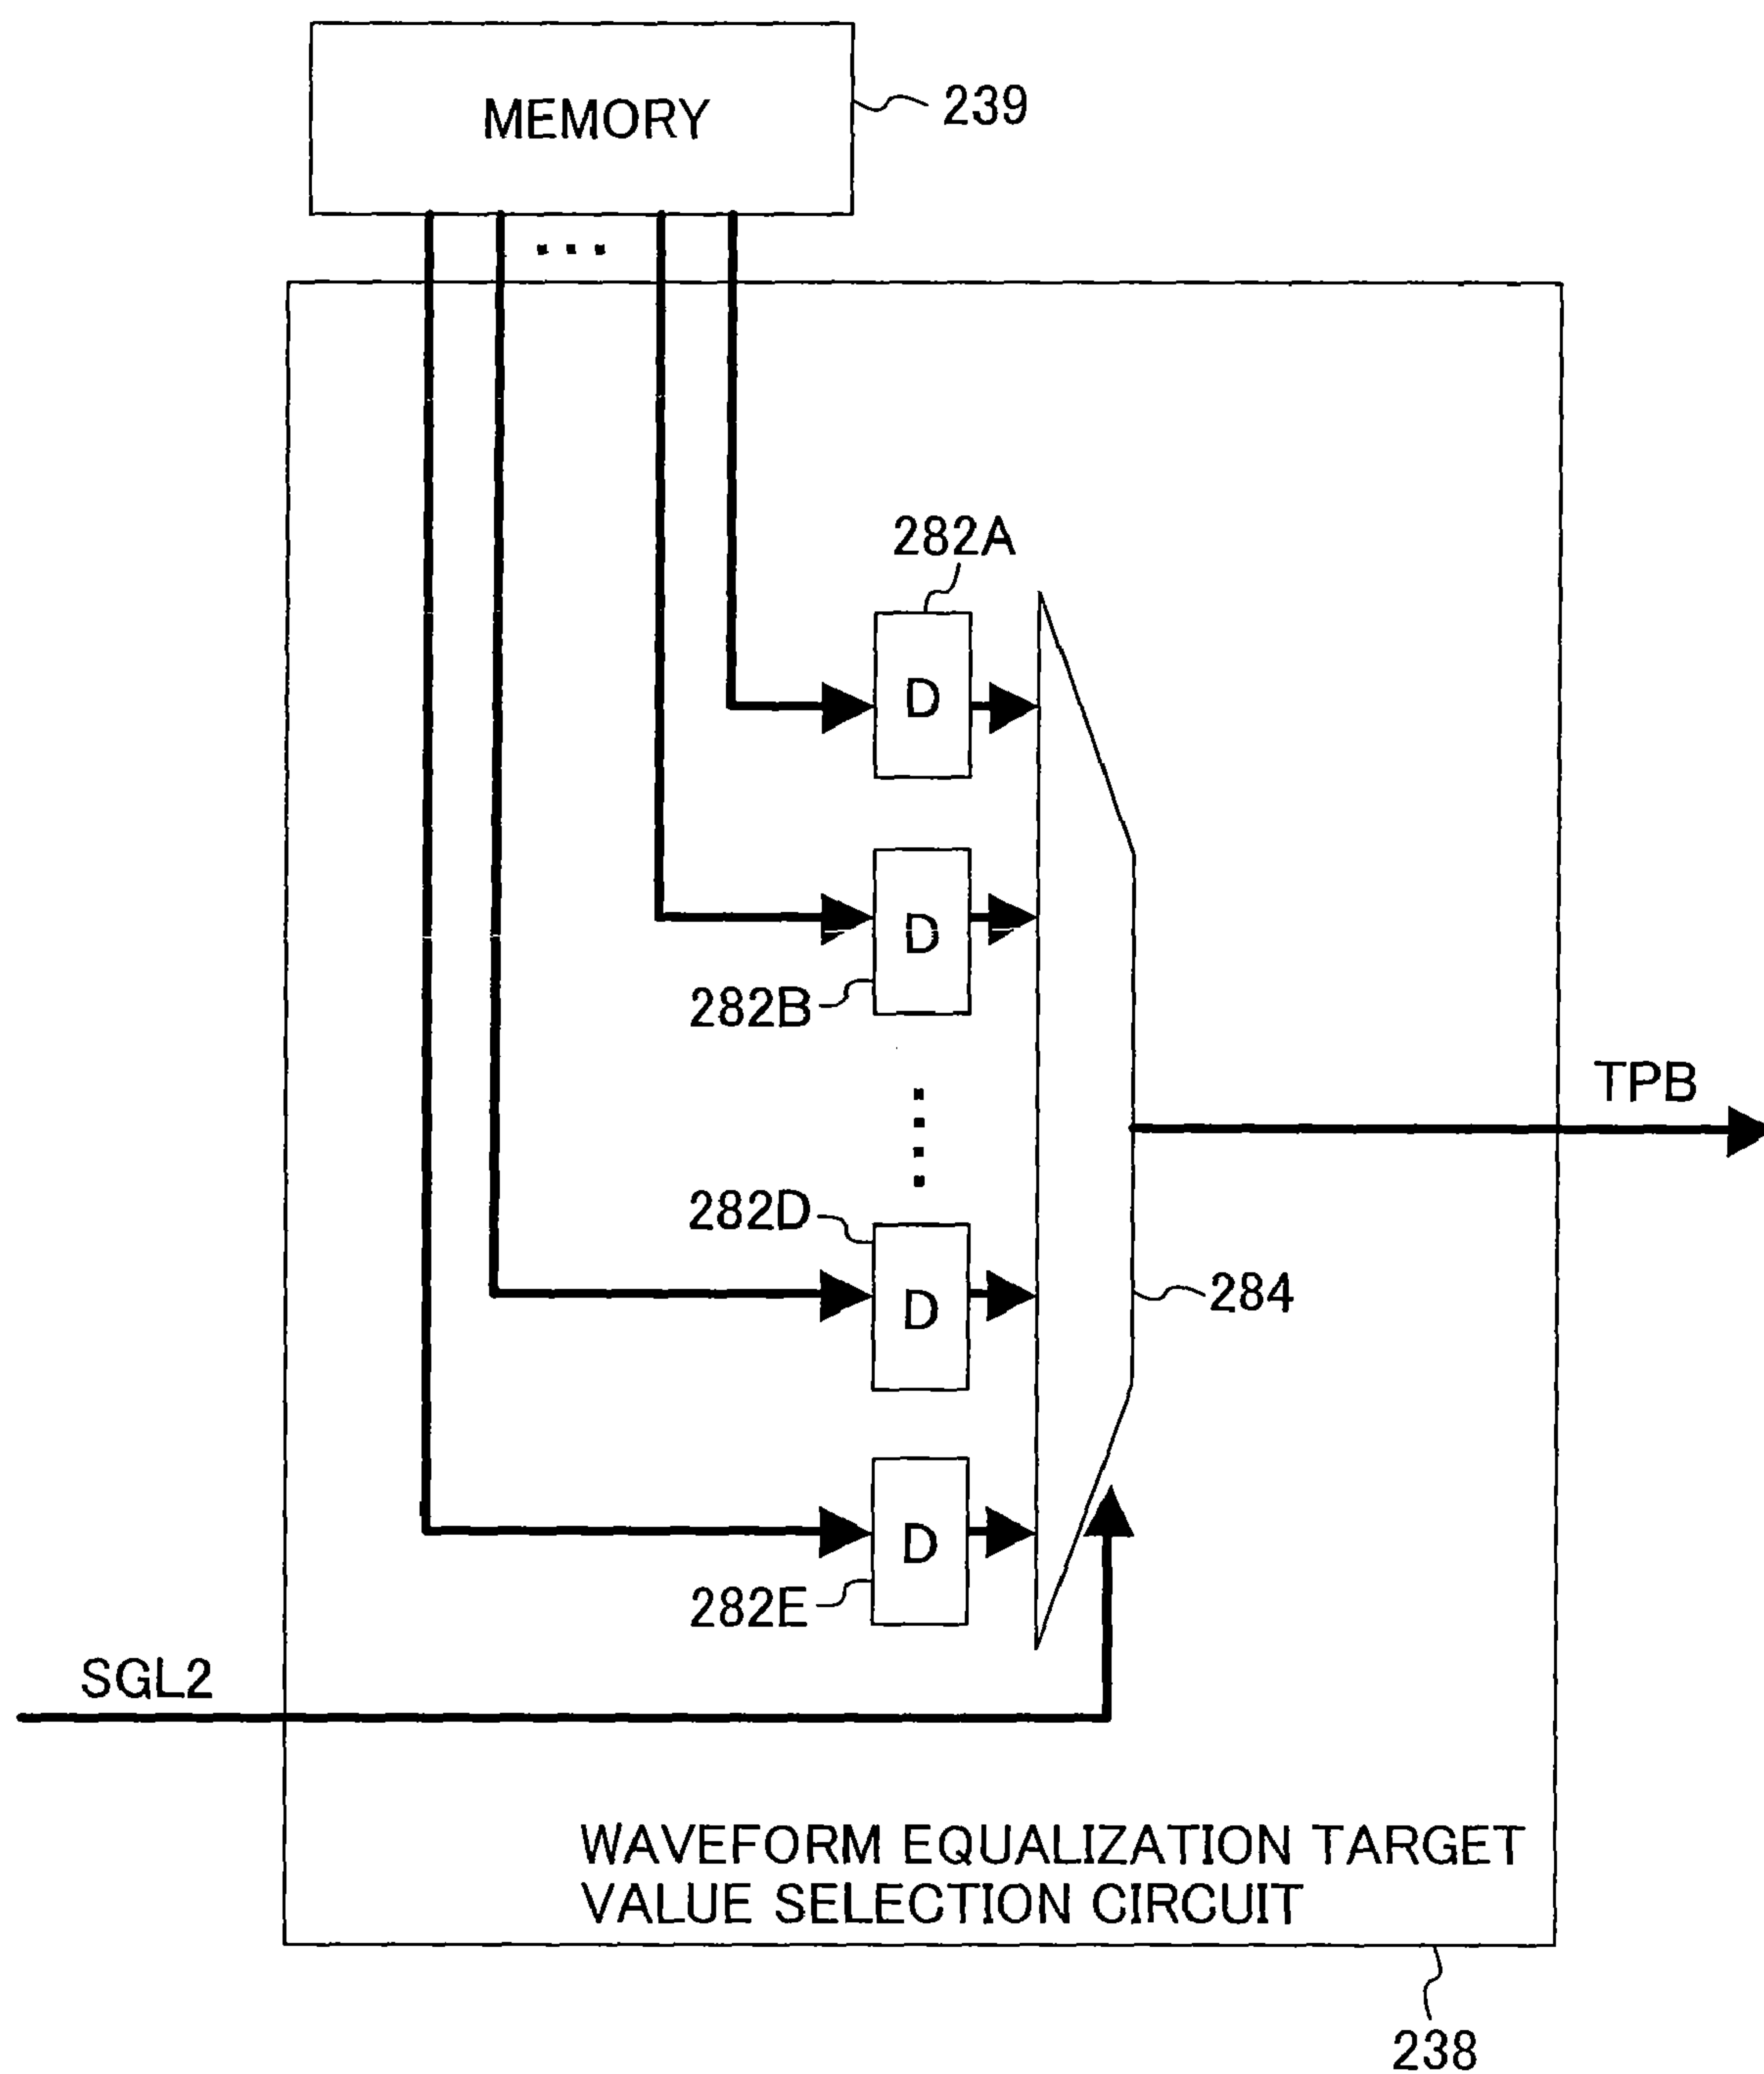 MEMORY
239
...
282A
D
D
282B
282D
D
TPB
284
D
282E
SGL2
WAVEFORM EQUALIZATION TARGET
VALUE SELECTION CIRCUIT
238